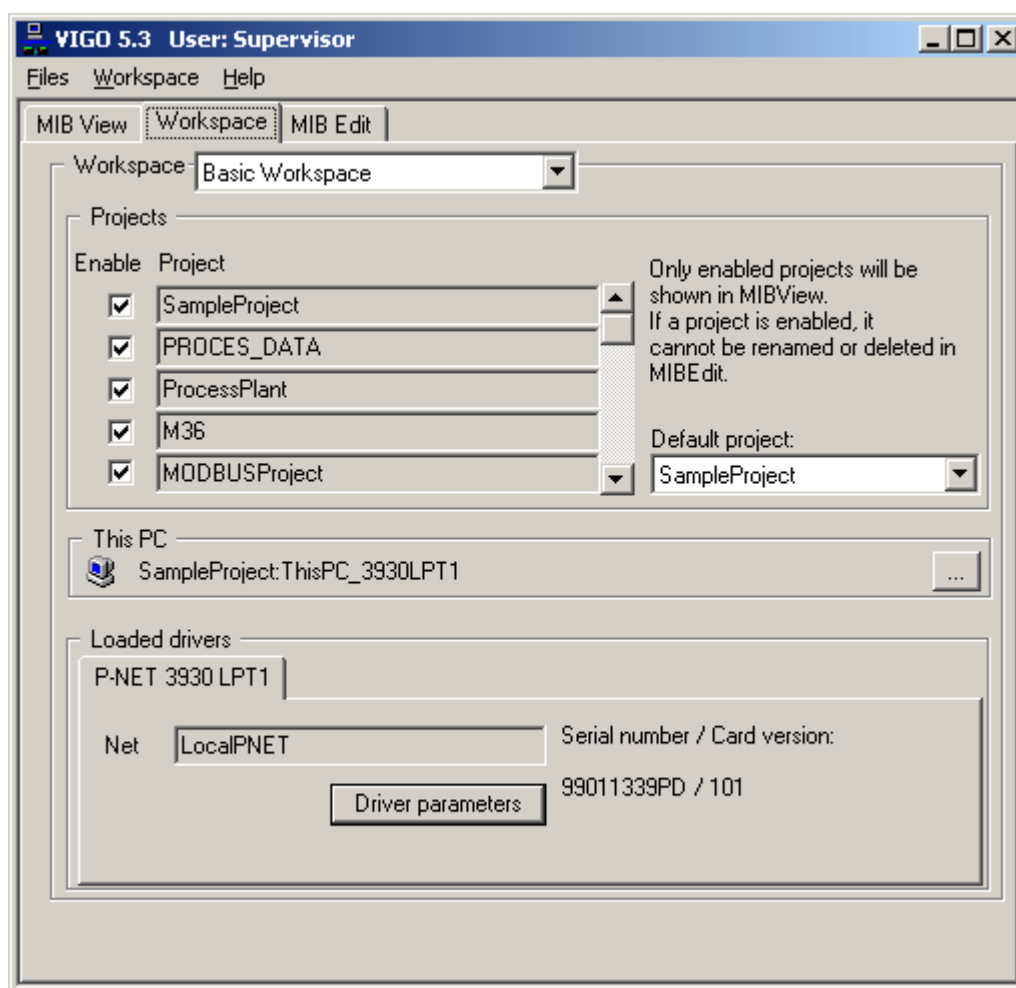 VIGO 5.3 User: Supervisor
Files Workspace Help
MIB View Workspace MIB Edit
Workspace Basic Workspace
Projects
Enable Project
SampleProject
PROCES_DATA
ProcessPlant
M36
MODBUSProject
Only enabled projects will be
shown in MIBView.
If a project is enabled, it
cannot be renamed or deleted in
MIBEdit.
Default project:
SampleProject
This PC
SampleProject:ThisPC_3930LPT1
...
Loaded drivers
P-NET 3930 LPT1
Net LocalPNET
Serial number / Card version:
99011339PD / 101
Driver parameters